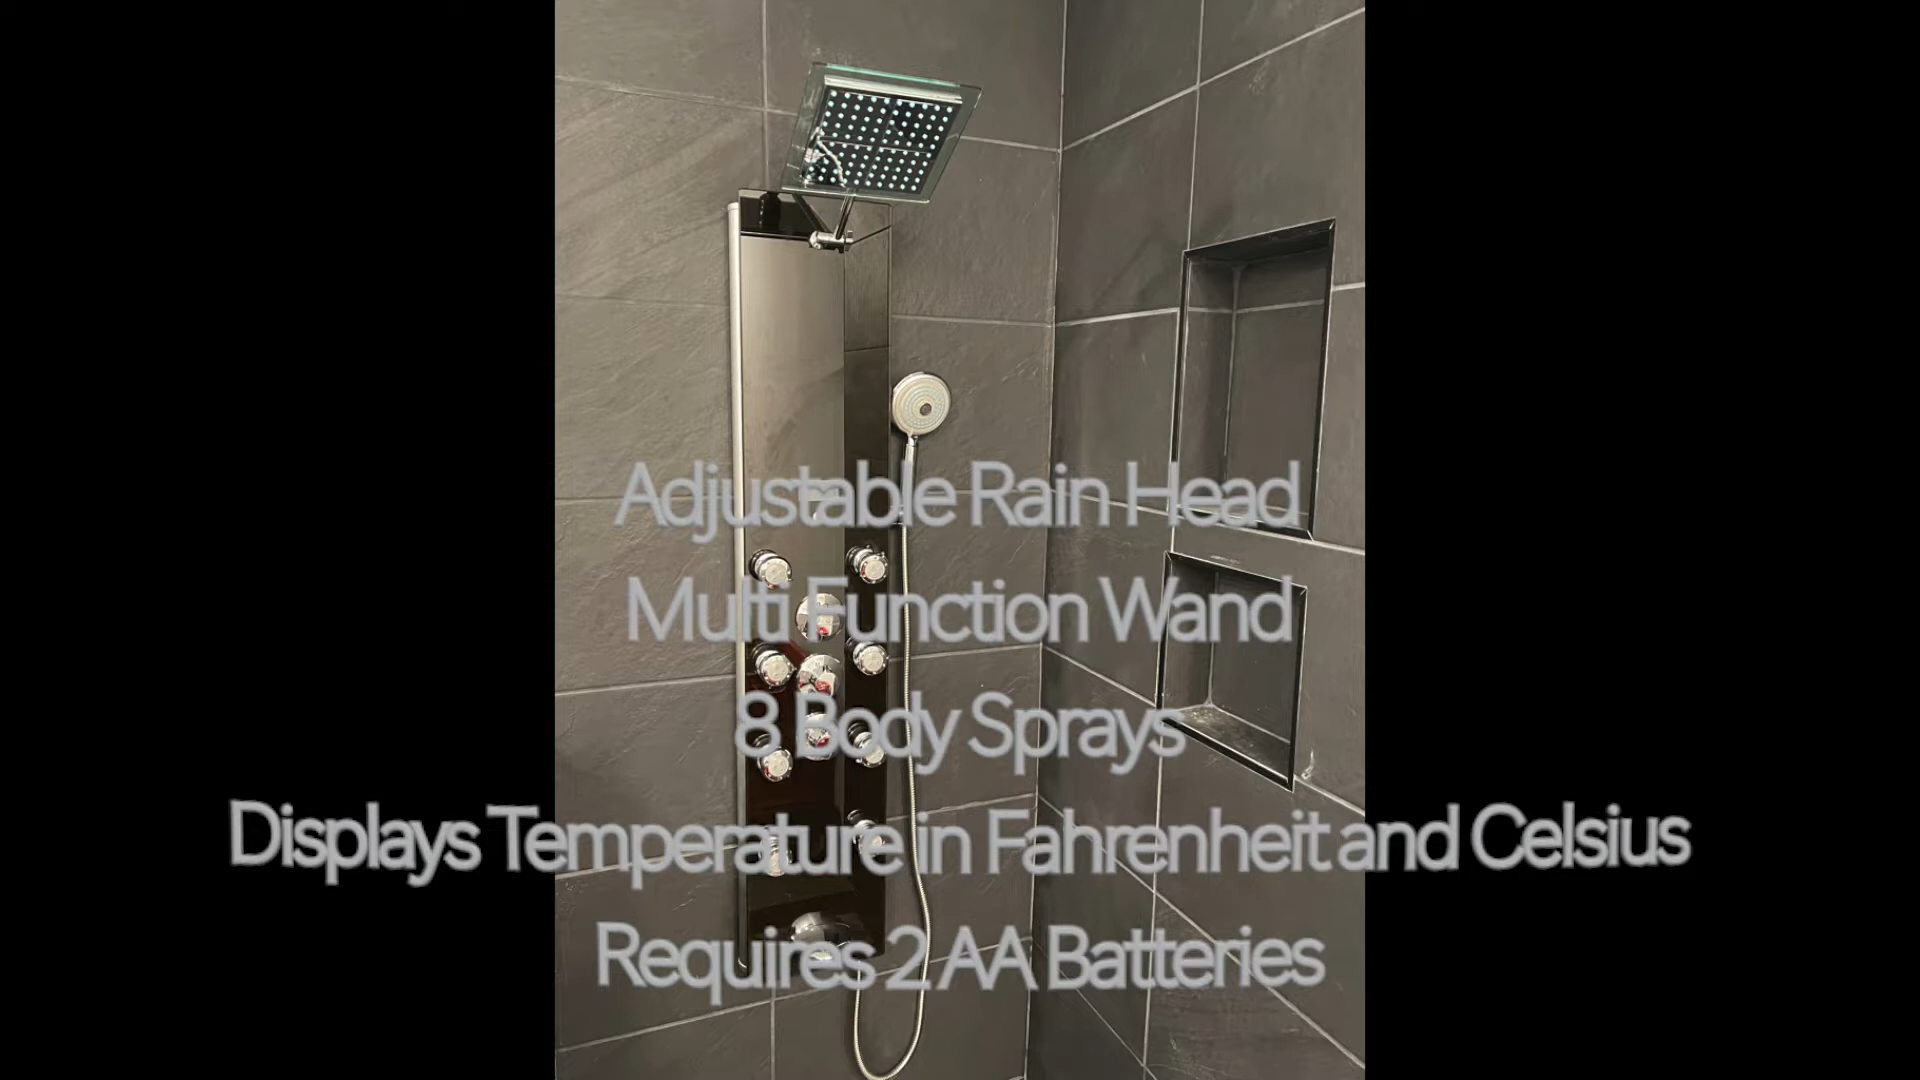 Adjustable Rain Head
Multi Function Wand
8 Body Sprays
Displays Temperature in Fahrenheit and Celsius
Requires 2 AA Batteries